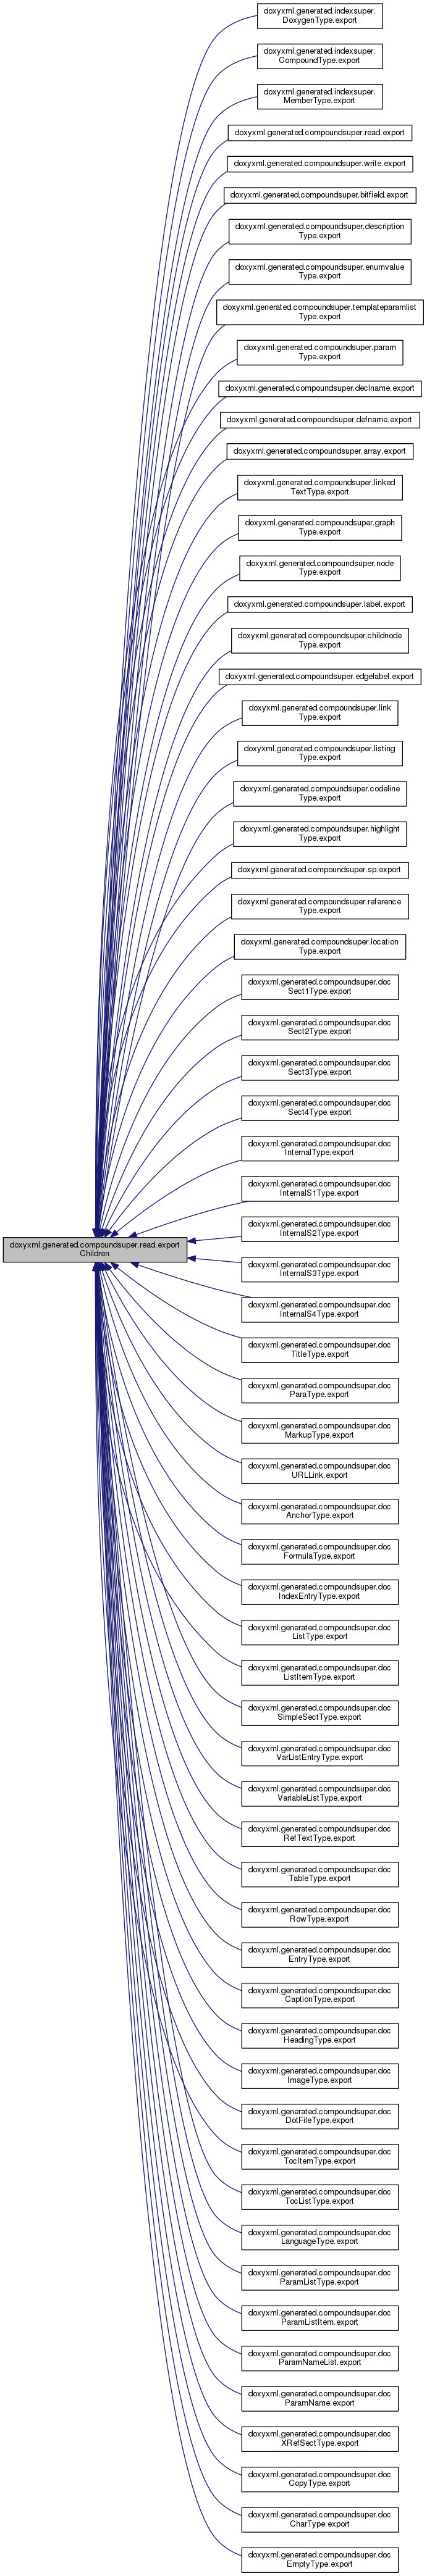 doxyxml.generated.indexsuper.
DoxygenType.export
doxyxml.generated.indexsuper.
CompoundType.export
doxyxml.generated.indexsuper.
MemberType.export
doxyxml.generated.compoundsuper.read.export
doxyxml.generated.compoundsuper.write.export
doxyxml.generated.compoundsuper.bitfield.export
doxyxml.generated.compoundsuper.description
Type.export
doxyxml.generated.compoundsuper.enumvalue
Type.export
doxyxml.generated.compoundsuper.templateparamlist
Type.export
doxyxml.generated.compoundsuper.param
Type.export
doxyxml.generated.compoundsuper.declname.export
doxyxml.generated.compoundsuper.defname.export
doxyxml.generated.compoundsuper.array.export
doxyxml.generated.compoundsuper.linked
TextType.export
doxyxml.generated.compoundsuper.graph
Type.export
doxyxml.generated.compoundsuper.node
Type.export
doxyxml.generated.compoundsuper.label.export
doxyxml.generated.compoundsuper.childnode
Type.export
doxyxml.generated.compoundsuper.edgelabel.export
doxyxml.generated.compoundsuper.link
Type.export
doxyxml.generated.compoundsuper.listing
Type.export
doxyxml.generated.compoundsuper.codeline
Type.export
doxyxml.generated.compoundsuper.highlight
Type.export
doxyxml.generated.compoundsuper.sp.export
doxyxml.generated.compoundsuper.reference
Type.export
doxyxml.generated.compoundsuper.location
Type.export
doxyxml.generated.compoundsuper.doc
Sect1Type.export
doxyxml.generated.compoundsuper.doc
Sect2Type.export
doxyxml.generated.compoundsuper.doc
Sect3Type.export
doxyxml.generated.compoundsuper.doc
Sect4Type.export
doxyxml.generated.compoundsuper.doc
InternalType.export
doxyxml.generated.compoundsuper.doc
InternalS1Type.export
doxyxml.generated.compoundsuper.doc
InternalS2Type.export
doxyxml.generated.compoundsuper.read.export
Children
doxyxml.generated.compoundsuper.doc
InternalS3Type.export
doxyxml.generated.compoundsuper.doc
InternalS4Type.export
doxyxml.generated.compoundsuper.doc
TitleType.export
doxyxml.generated.compoundsuper.doc
ParaType.export
doxyxml.generated.compoundsuper.doc
MarkupType.export
doxyxml.generated.compoundsuper.doc
URLLink.export
doxyxml.generated.compoundsuper.doc
AnchorType.export
doxyxml.generated.compoundsuper.doc
FormulaType.export
doxyxml.generated.compoundsuper.doc
IndexEntryType.export
doxyxml.generated.compoundsuper.doc
ListType.export
doxyxml.generated.compoundsuper.doc
ListItemType.export
doxyxml.generated.compoundsuper.doc
SimpleSectType.export
doxyxml.generated.compoundsuper.doc
VarListEntryType.export
doxyxml.generated.compoundsuper.doc
VariableListType.export
doxyxml.generated.compoundsuper.doc
RefTextType.export
doxyxml.generated.compoundsuper.doc
TableType.export
doxyxml.generated.compoundsuper.doc
RowType.export
doxyxml.generated.compoundsuper.doc
EntryType.export
doxyxml.generated.compoundsuper.doc
CaptionType.export
doxyxml.generated.compoundsuper.doc
HeadingType.export
doxyxml.generated.compoundsuper.doc
ImageType.export
doxyxml.generated.compoundsuper.doc
DotFileType.export
doxyxml.generated.compoundsuper.doc
TocItemType.export
doxyxml.generated.compoundsuper.doc
TocListType.export
doxyxml.generated.compoundsuper.doc
LanguageType.export
doxyxml.generated.compoundsuper.doc
ParamListType.export
doxyxml.generated.compoundsuper.doc
ParamListItem.export
doxyxml.generated.compoundsuper.doc
ParamNameList.export
doxyxml.generated.compoundsuper.doc
ParamName.export
doxyxml.generated.compoundsuper.doc
XRefSectType.export
doxyxml.generated.compoundsuper.doc
CopyType.export
doxyxml.generated.compoundsuper.doc
CharType.export
doxyxml.generated.compoundsuper.doc
EmptyType.export